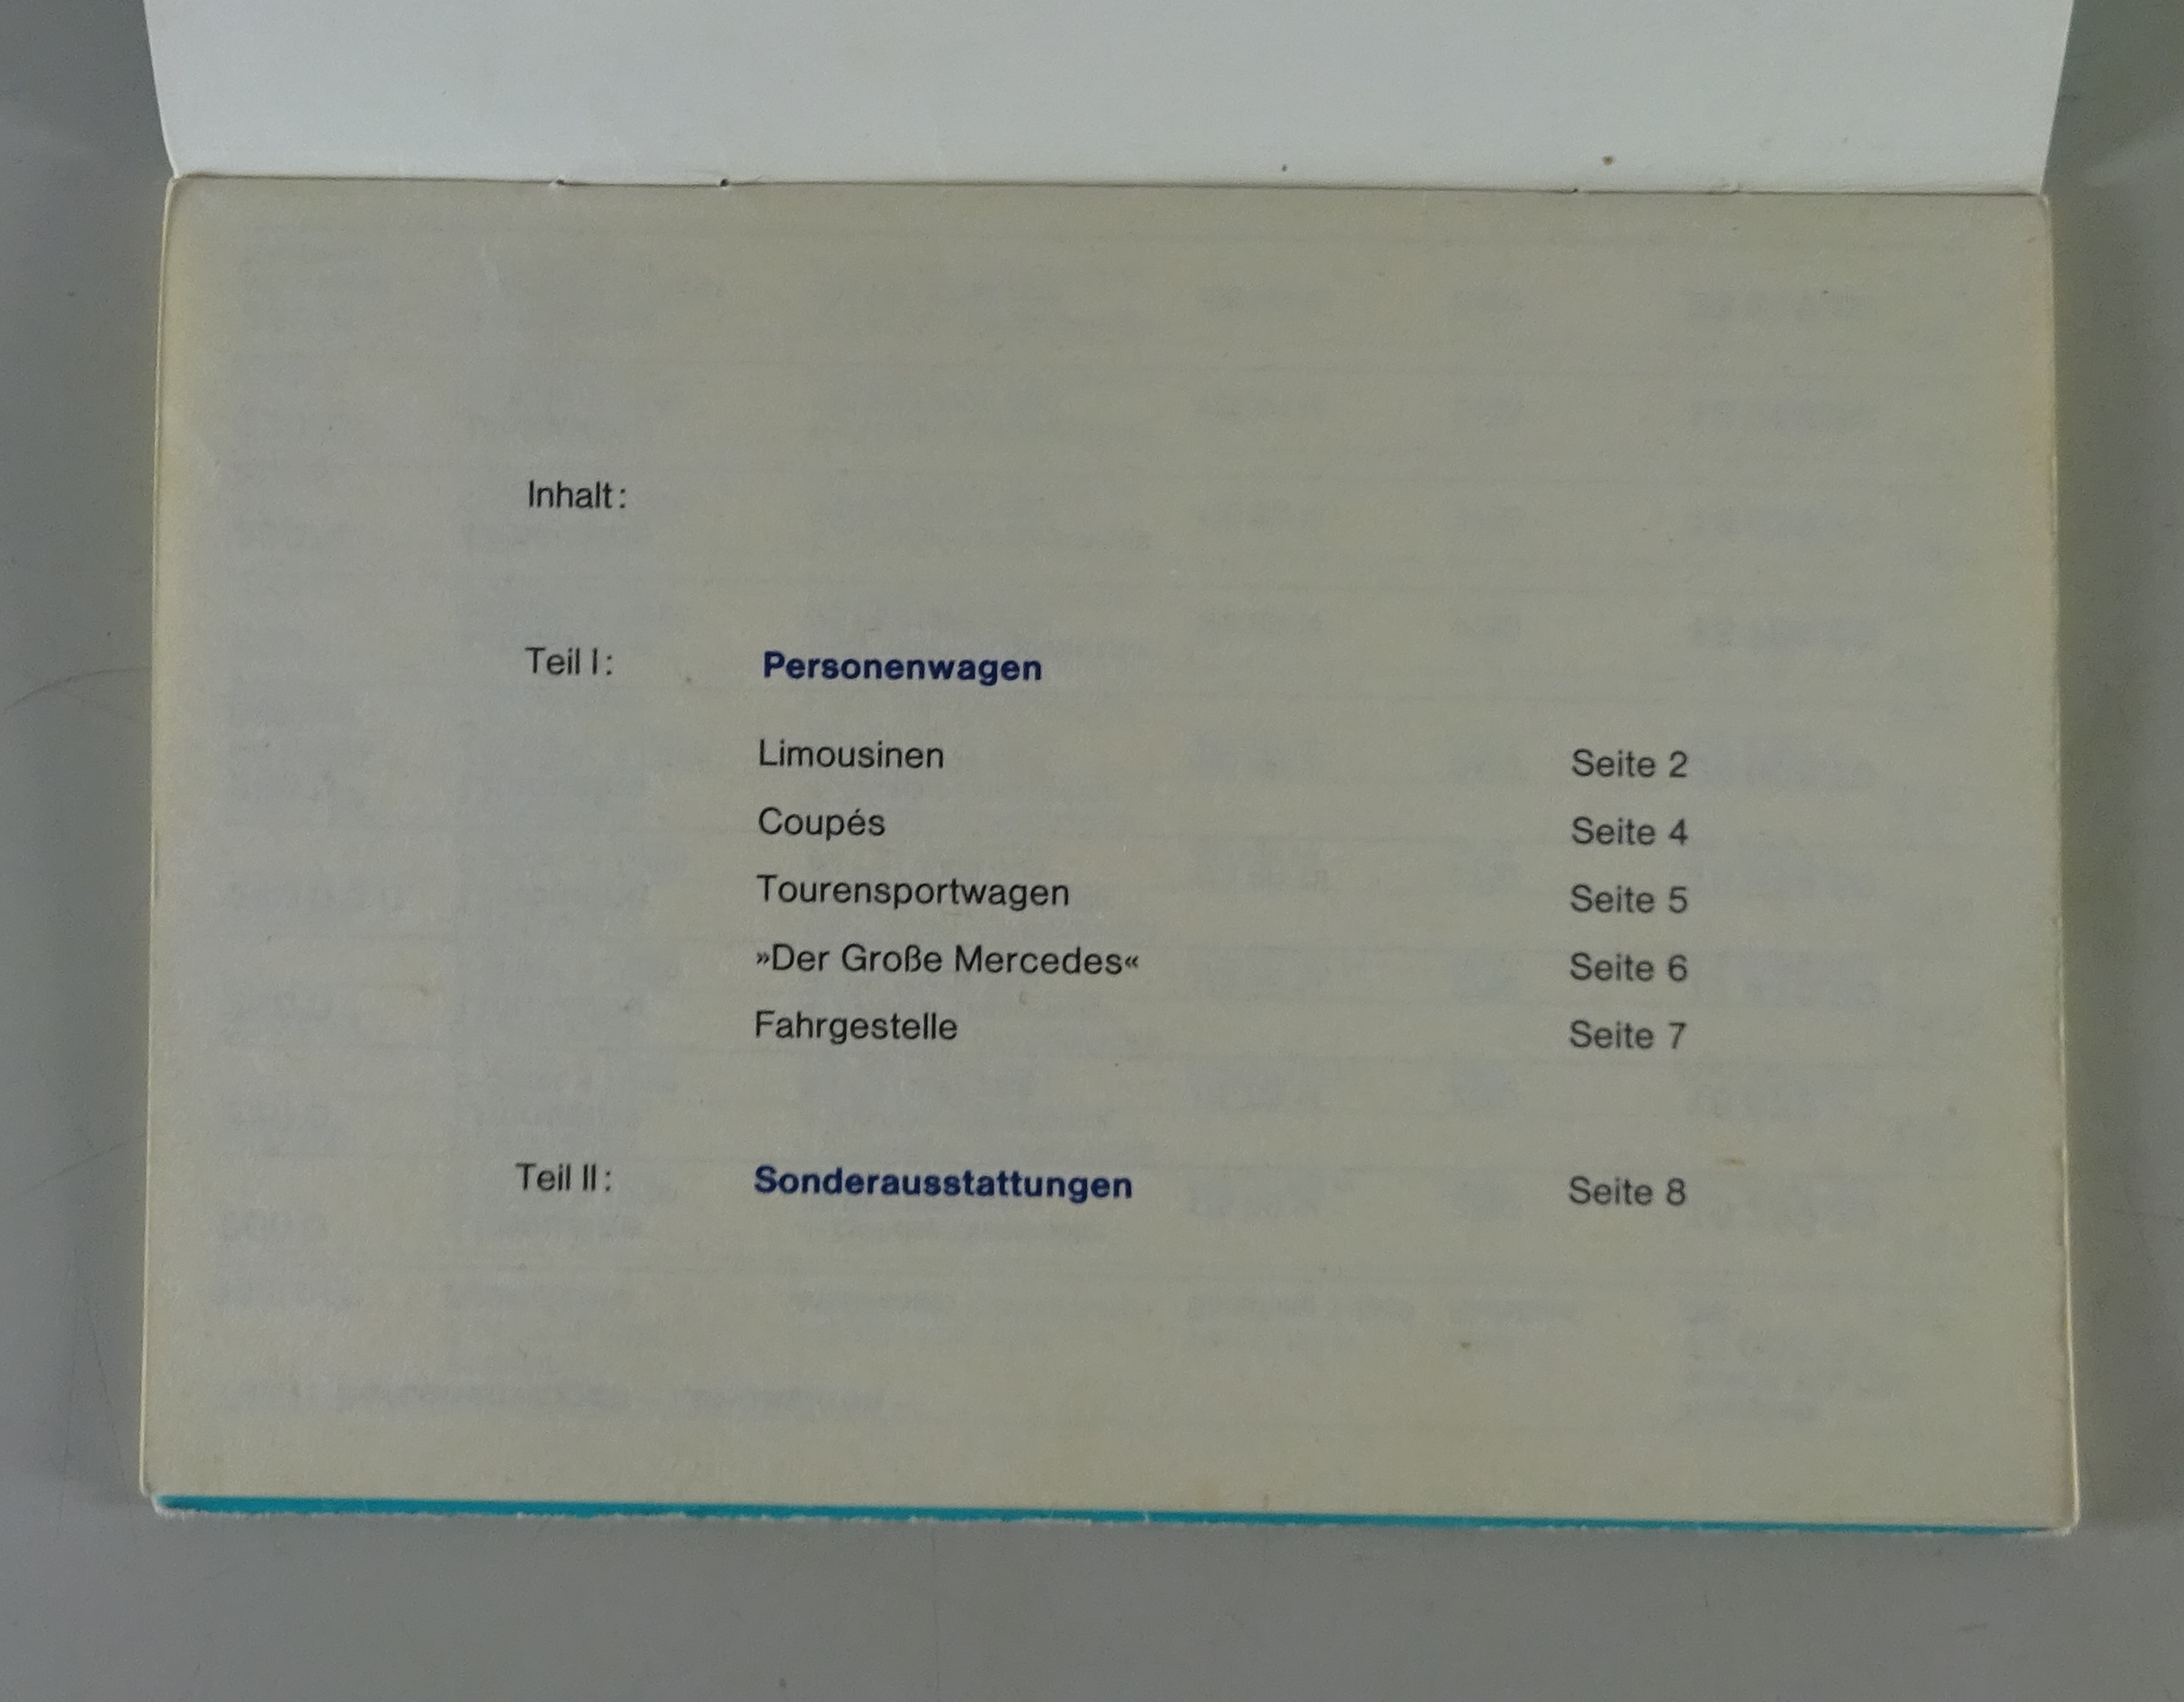 Inhalt:
Teil I: Personenwagen
Limousinen Seite 2
Coupés Seite 4
Tourensportwagen Seite 5
»Der Große Mercedes« Seite 6
Fahrgestelle Seite 7
Teil II: Sonderausstattungen Seite 8